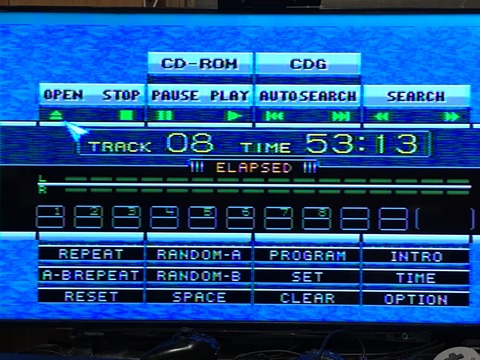 CD-ROM CDG
OPEN STOP PAUSE PLAY AUTOSEARCH SEARCH
TRACK 08 TIME 53:13
ELAPSED
L
R
1 2 3 4 5 6 7 8
REPEAT RANDOM-A PROGRAM INTRO
A-BREPEAT RANDOM-B SET TIME
RESET SPACE CLEAR OPTION